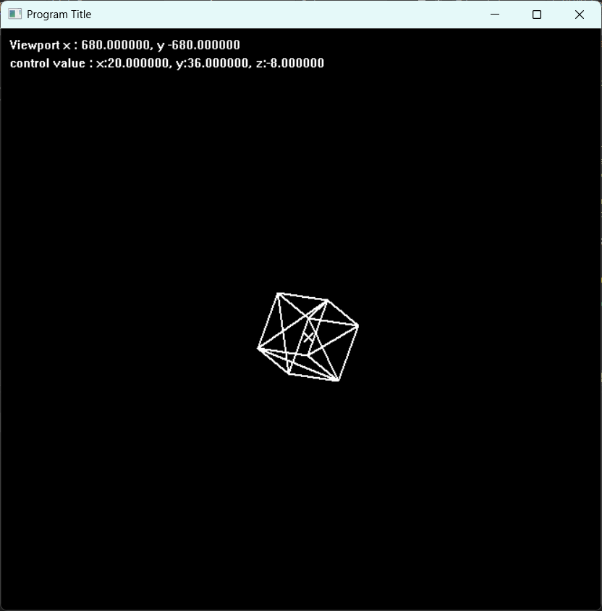 Program Title
Viewport x : 680.000000, y -680.000000
control value : x:20.000000, y:36.000000, z:-8.000000